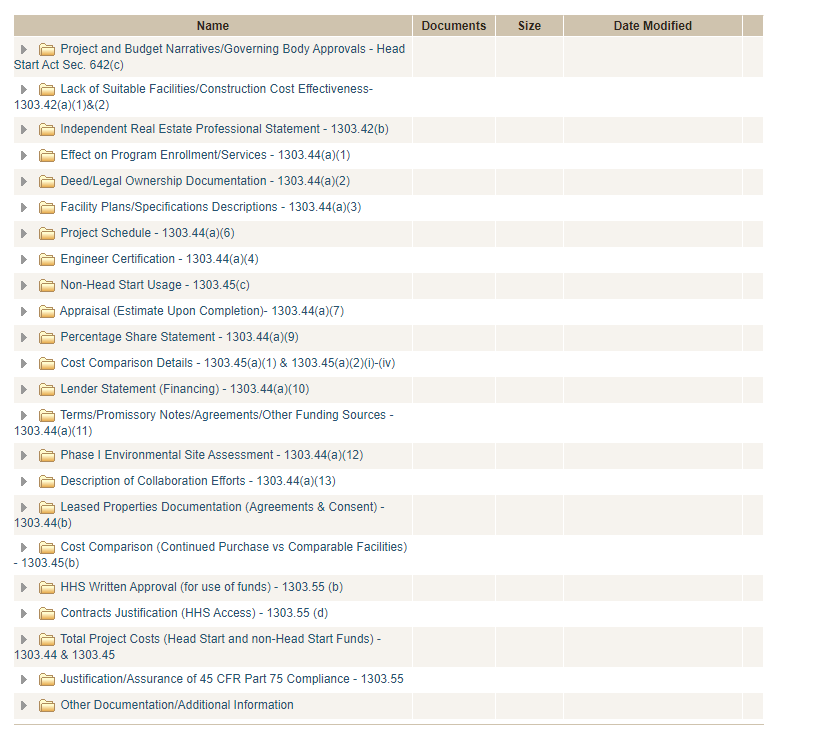 Name Documents Size Date Modified
Project and Budget Narratives/Governing Body Approvals - Head
Start Act Sec. 642(c)
Lack of Suitable Facilities/Construction Cost Effectiveness-
1303.42(a)(1)&(2)
Independent Real Estate Professional Statement - 1303.42(b)
Effect on Program Enrollment/Services - 1303.44(a)(1)
Deed/Legal Ownership Documentation - 1303.44(a)(2)
Facility Plans/Specifications Descriptions - 1303.44(a)(3)
Project Schedule - 1303.44(a)(6)
Engineer Certification - 1303.44(a)(4)
Non-Head Start Usage - 1303.45(c)
Appraisal (Estimate Upon Completion)- 1303.44(a)(7)
Percentage Share Statement - 1303.44(a)(9)
Cost Comparison Details - 1303.45(a)(1) & 1303.45(a)(2)(i)-(iv)
Lender Statement (Financing) - 1303.44(a)(10)
Terms/Promissory Notes/Agreements/Other Funding Sources -
1303.44(a)(11)
Phase I Environmental Site Assessment - 1303.44(a)(12)
Description of Collaboration Efforts - 1303.44(a)(13)
Leased Properties Documentation (Agreements & Consent) -
1303.44(b)
Cost Comparison (Continued Purchase vs Comparable Facilities)
- 1303.45(b)
HHS Written Approval (for use of funds) - 1303.55 (b)
Contracts Justification (HHS Access) - 1303.55 (d)
Total Project Costs (Head Start and non-Head Start Funds) -
1303.44 & 1303.45
Justification/Assurance of 45 CFR Part 75 Compliance - 1303.55
Other Documentation/Additional Information